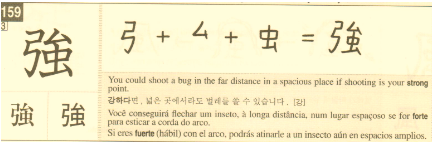 159
3
強
弓 + ム + 虫 = 強
強 強
You could shoot a bug in the far distance in a spacious place if shooting is your strong
point.
강하다면, 넓은 곳에서라도 벌레를 쏠 수 있습니다. [강]
Você conseguirá flechar um inseto, à longa distância, num lugar espaçoso se for forte
para esticar a corda do arco.
Si eres fuerte (hábil) con el arco, podrás atinarle a un insecto aún en espacios amplios.